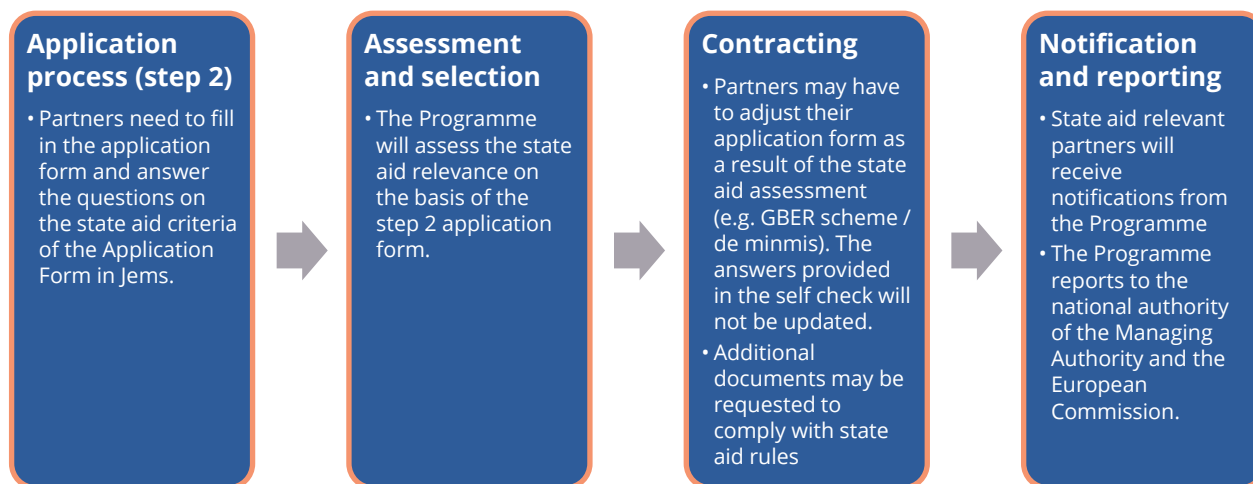 Application
process (step 2)
• Partners need to fill
in the application
form and answer
the questions on
the state aid criteria
of the Application
Form in Jems.
Assessment
and selection
• The Programme
will assess the state
aid relevance on
the basis of the
step 2 application
form.
Contracting
• Partners may have
to adjust their
application form as
a result of the state
aid assessment
(e.g. GBER scheme /
de minmis). The
answers provided
in the self check will
not be updated.
• Additional
documents may be
requested to
comply with state
aid rules
Notification
and reporting
• State aid relevant
partners will
receive
notifications from
the Programme
• The Programme
reports to the
national authority
of the Managing
Authority and the
European
Commission.